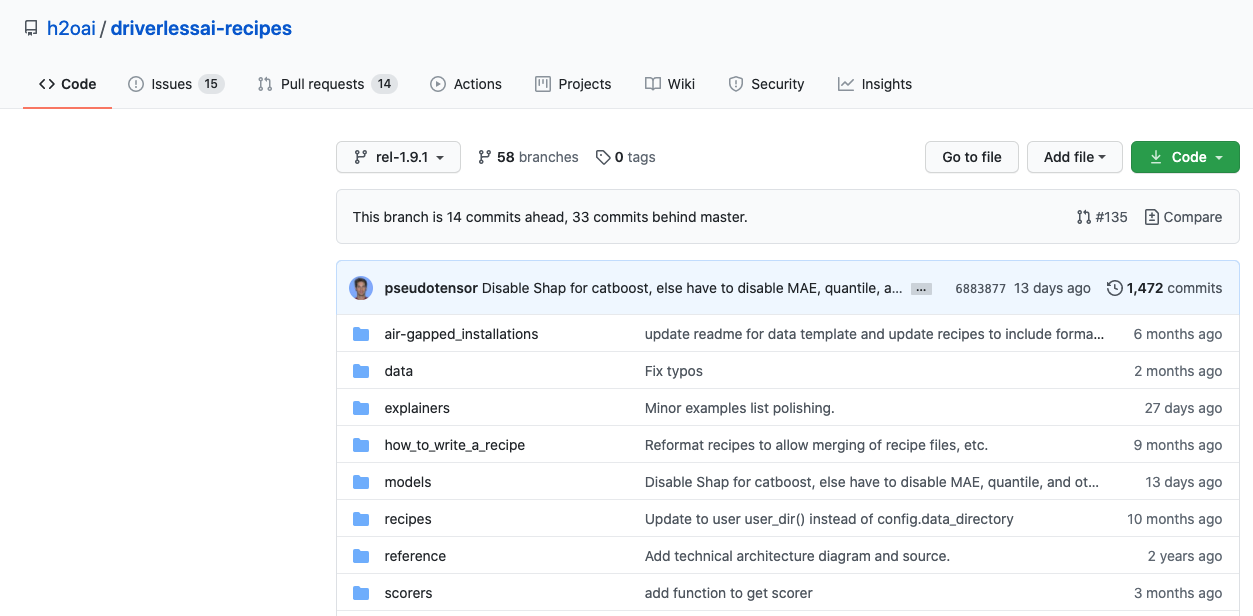 h2oai / driverlessai-recipes
Code Issues 15 Pull requests 14 Actions Projects Wiki Security Insights
rel-1.9.1 58 branches 0 tags Go to file Add file Code
This branch is 14 commits ahead, 33 commits behind master. #135 Compare
pseudotensor Disable Shap for catboost, else have to disable MAE, quantile, a... ... 6883877 13 days ago 1,472 commits
air-gapped_installations update readme for data template and update recipes to include forma... 6 months ago
data Fix typos 2 months ago
explainers Minor examples list polishing. 27 days ago
how_to_write_a_recipe Reformat recipes to allow merging of recipe files, etc. 9 months ago
models Disable Shap for catboost, else have to disable MAE, quantile, and ot... 13 days ago
recipes Update to user user_dir() instead of config.data_directory 10 months ago
reference Add technical architecture diagram and source. 2 years ago
scorers add function to get scorer 3 months ago